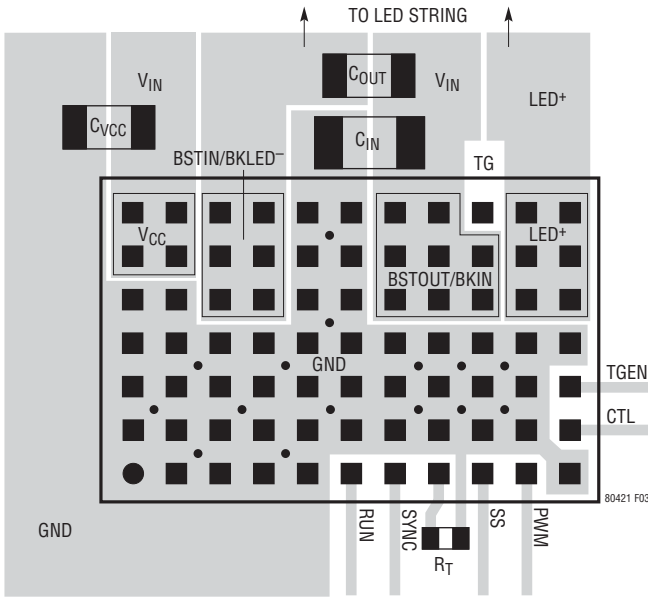 TO LED STRING
VIN
COUT
VIN
LED+
CVCC
CIN
BSTIN/BKLED–
TG
VCC
LED+
BSTOUT/BKIN
GND
TGEN
CTL
80421 F03
GND
RUN
SYNC
RT
SS
PWM